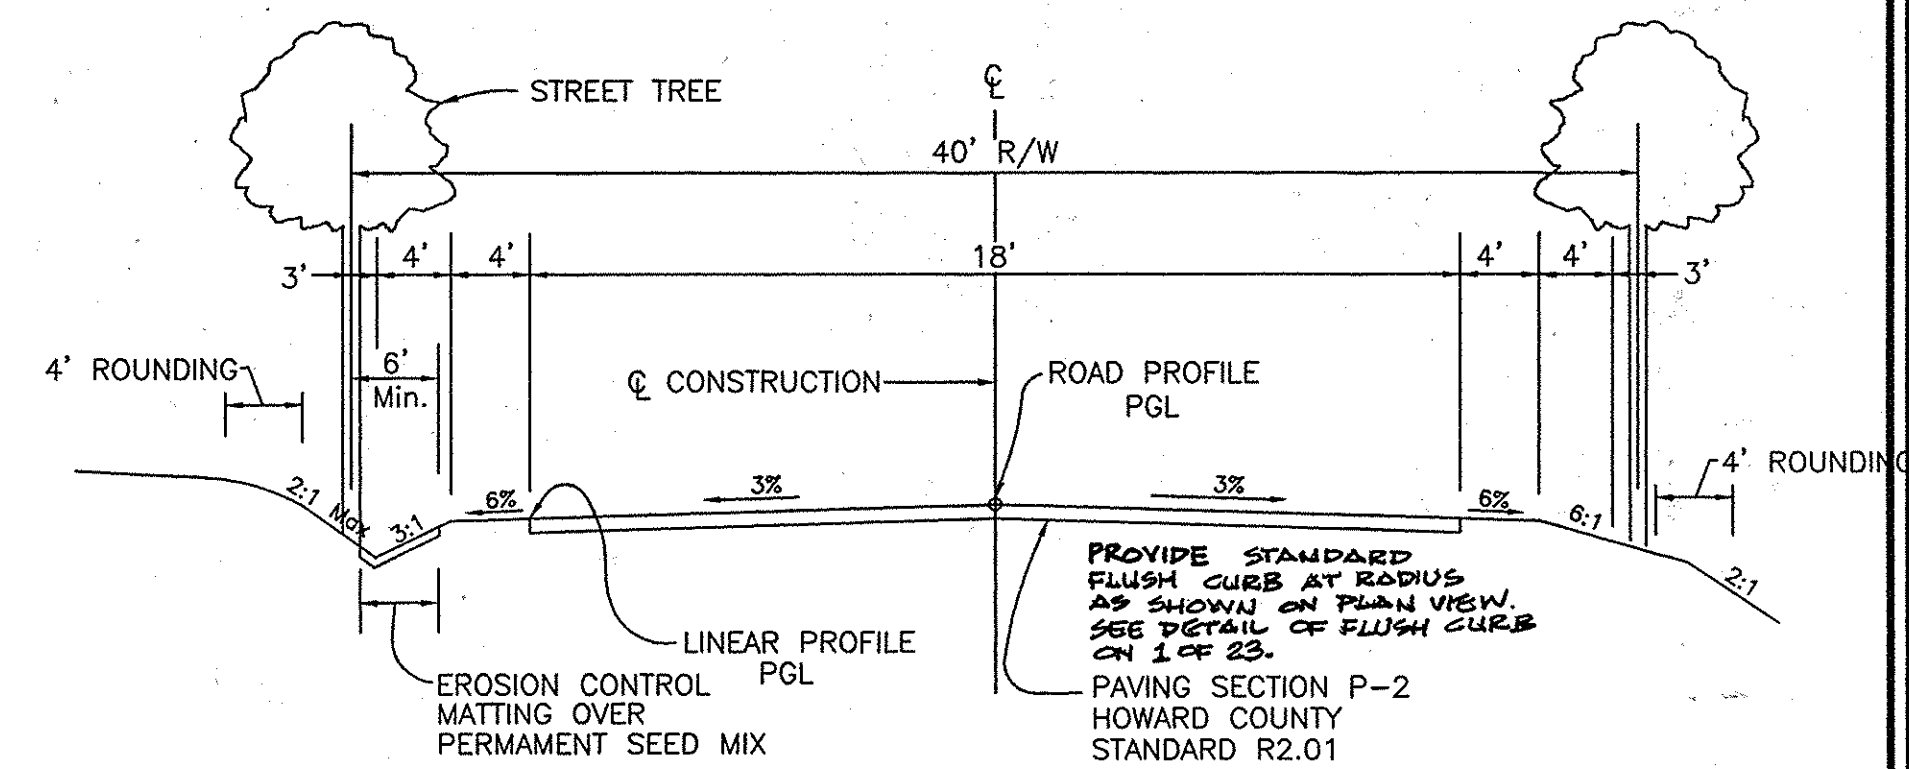 STREET TREE
℄
40' R/W
3'
4'
4'
18'
4'
4'
3'
4' ROUNDING
6'
Min.
℄ CONSTRUCTION
ROAD PROFILE
PGL
4' ROUNDING
2:1
Max
3:1
6%
3%
3%
6%
6:1
2:1
PROVIDE STANDARD
FLUSH CURB AT RADIUS
AS SHOWN ON PLAN VIEW.
SEE DETAIL OF FLUSH CURB
ON 1 OF 23.
LINEAR PROFILE
PGL
EROSION CONTROL
MATTING OVER
PERMAMENT SEED MIX
PAVING SECTION P-2
HOWARD COUNTY
STANDARD R2.01